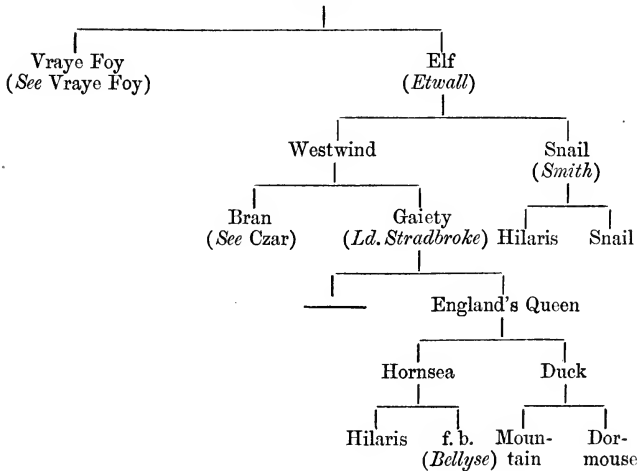 Vraye Foy Elf
(See Vraye Foy) (Etwall)
Westwind Snail
(Smith)
Bran Gaiety Hilaris Snail
(See Czar) (Ld. Stradbroke)
England's Queen
Hornsea Duck
Hilaris f. b. Moun- Dor-
(Bellyse) tain mouse